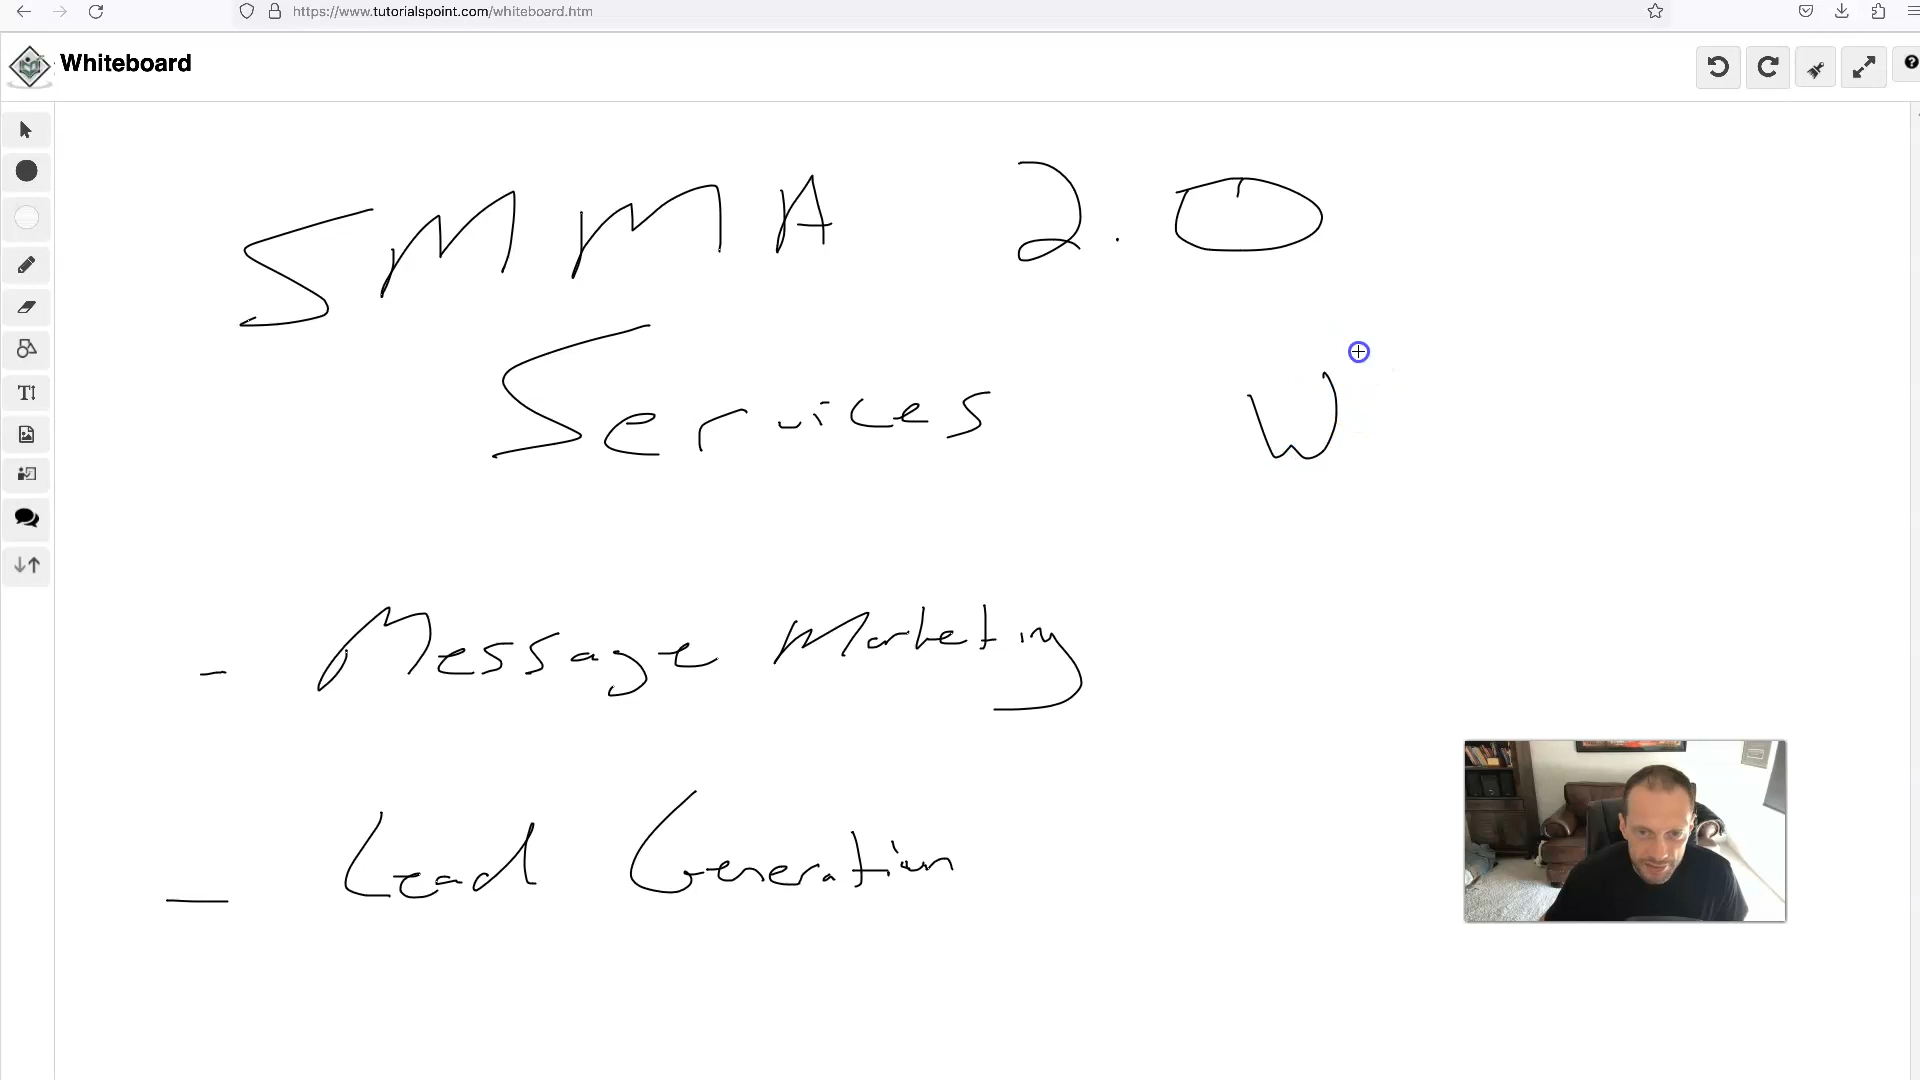 https://www.tutorialspoint.com/whiteboard.htm
Whiteboard
SMMA 2.0
Services W
- Message Marketing
- Lead Generation